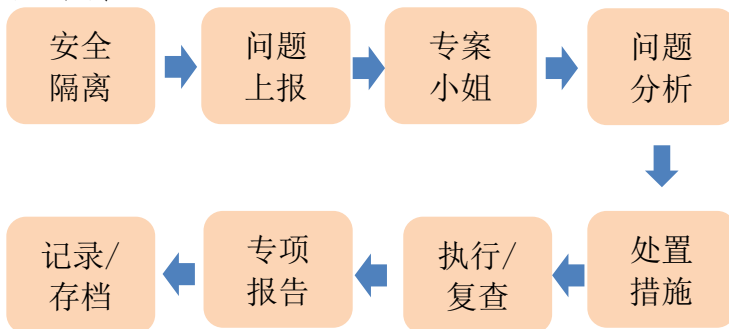 安全
隔离
问题
上报
专案
小姐
问题
分析
处置
措施
执行/
复查
专项
报告
记录/
存档